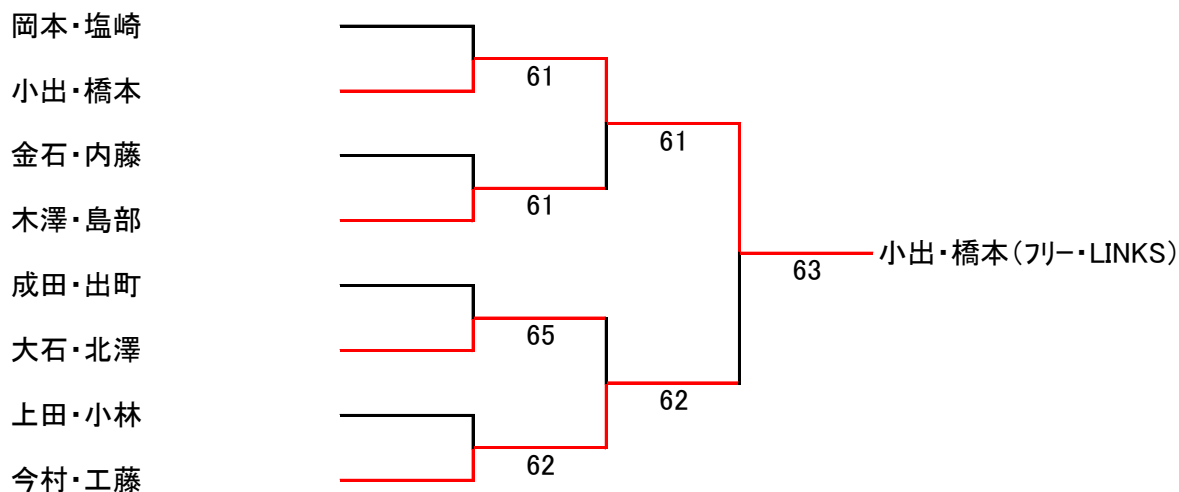 岡本・塩崎
61
小出・橋本
61
金石・内藤
61
木澤・島部
小出・橋本（フリー・LINKS）
63
成田・出町
65
大石・北澤
62
上田・小林
62
今村・工藤